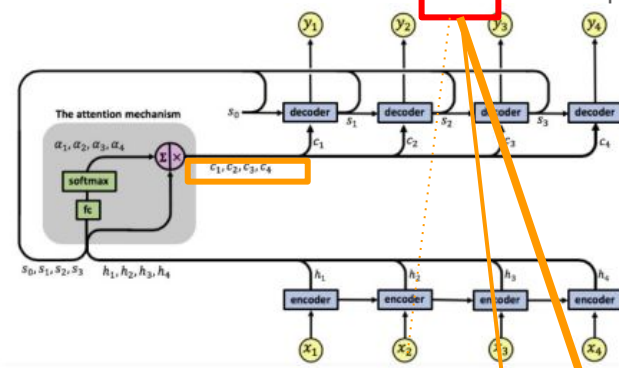 y₁ y₂ y₃ y₄
The attention mechanism
s₀ decoder s₁ decoder s₂ decoder s₃ decoder
α₁, α₂, α₃, α₄
c₁ c₂ c₃ c₄
Σ ×
softmax
c₁, c₂, c₃, c₄
fc
s₀, s₁, s₂, s₃ h₁, h₂, h₃, h₄ h₁ h₂ h₃ h₄
encoder encoder encoder encoder
x₁ x₂ x₃ x₄